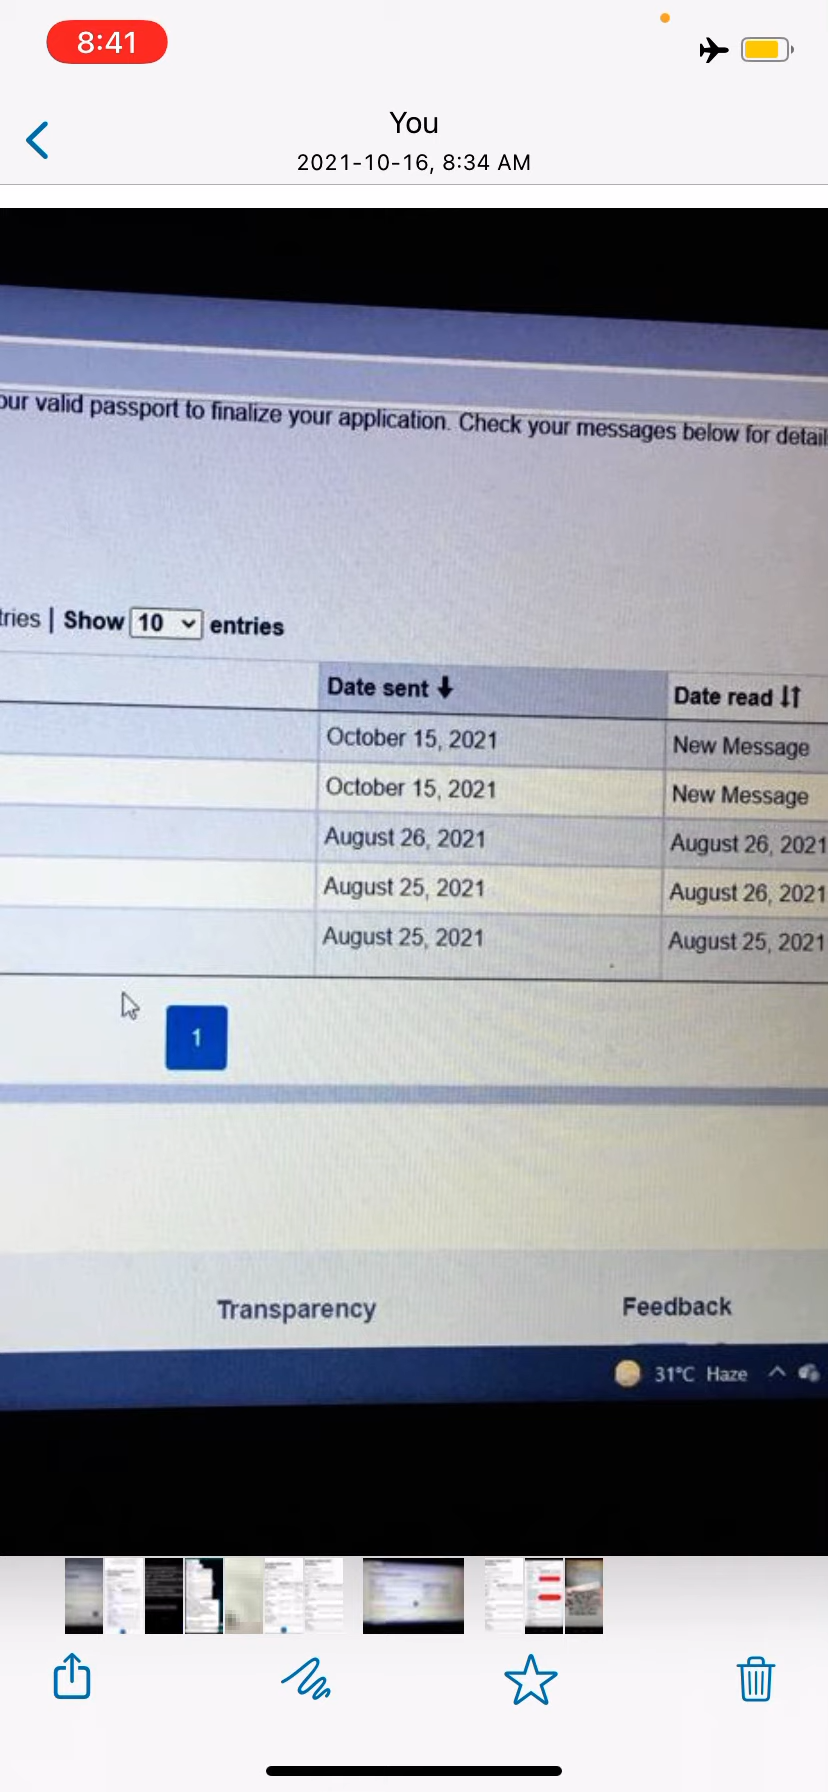 8:41
You
2021-10-16, 8:34 AM
our valid passport to finalize your application. Check your messages below for detail
tries | Show 10 entries
Date sent Date read
October 15, 2021 New Message
October 15, 2021 New Message
August 26, 2021 August 26, 2021
August 25, 2021 August 26, 2021
August 25, 2021 August 25, 2021
1
Transparency Feedback
31°C Haze